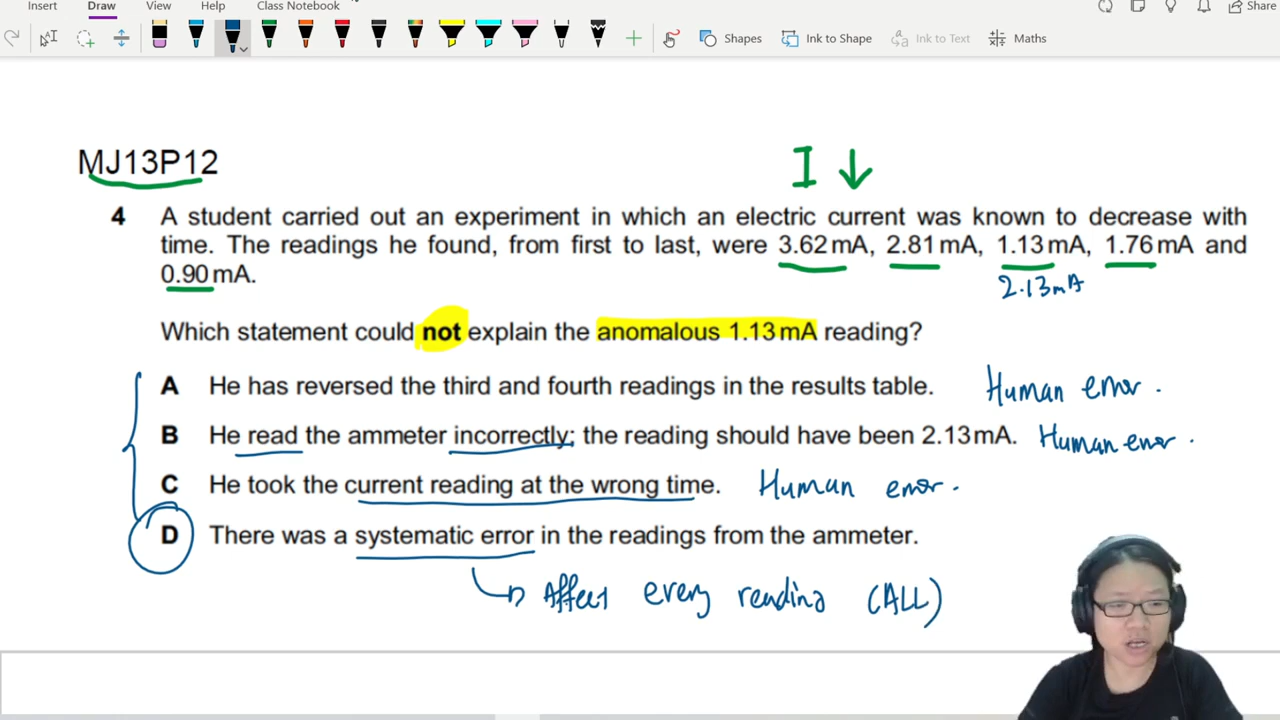 Insert Draw View Help Class Notebook Share
Shapes Ink to Shape Ink to Text Maths
MJ13P12
I ↓
4 A student carried out an experiment in which an electric current was known to decrease with
time. The readings he found, from first to last, were 3.62 mA, 2.81 mA, 1.13 mA, 1.76 mA and
0.90 mA.
2.13mA
Which statement could not explain the anomalous 1.13 mA reading?
A He has reversed the third and fourth readings in the results table. Human error.
B He read the ammeter incorrectly; the reading should have been 2.13 mA. Human error.
C He took the current reading at the wrong time. Human error.
D There was a systematic error in the readings from the ammeter.
Affect every reading (ALL)